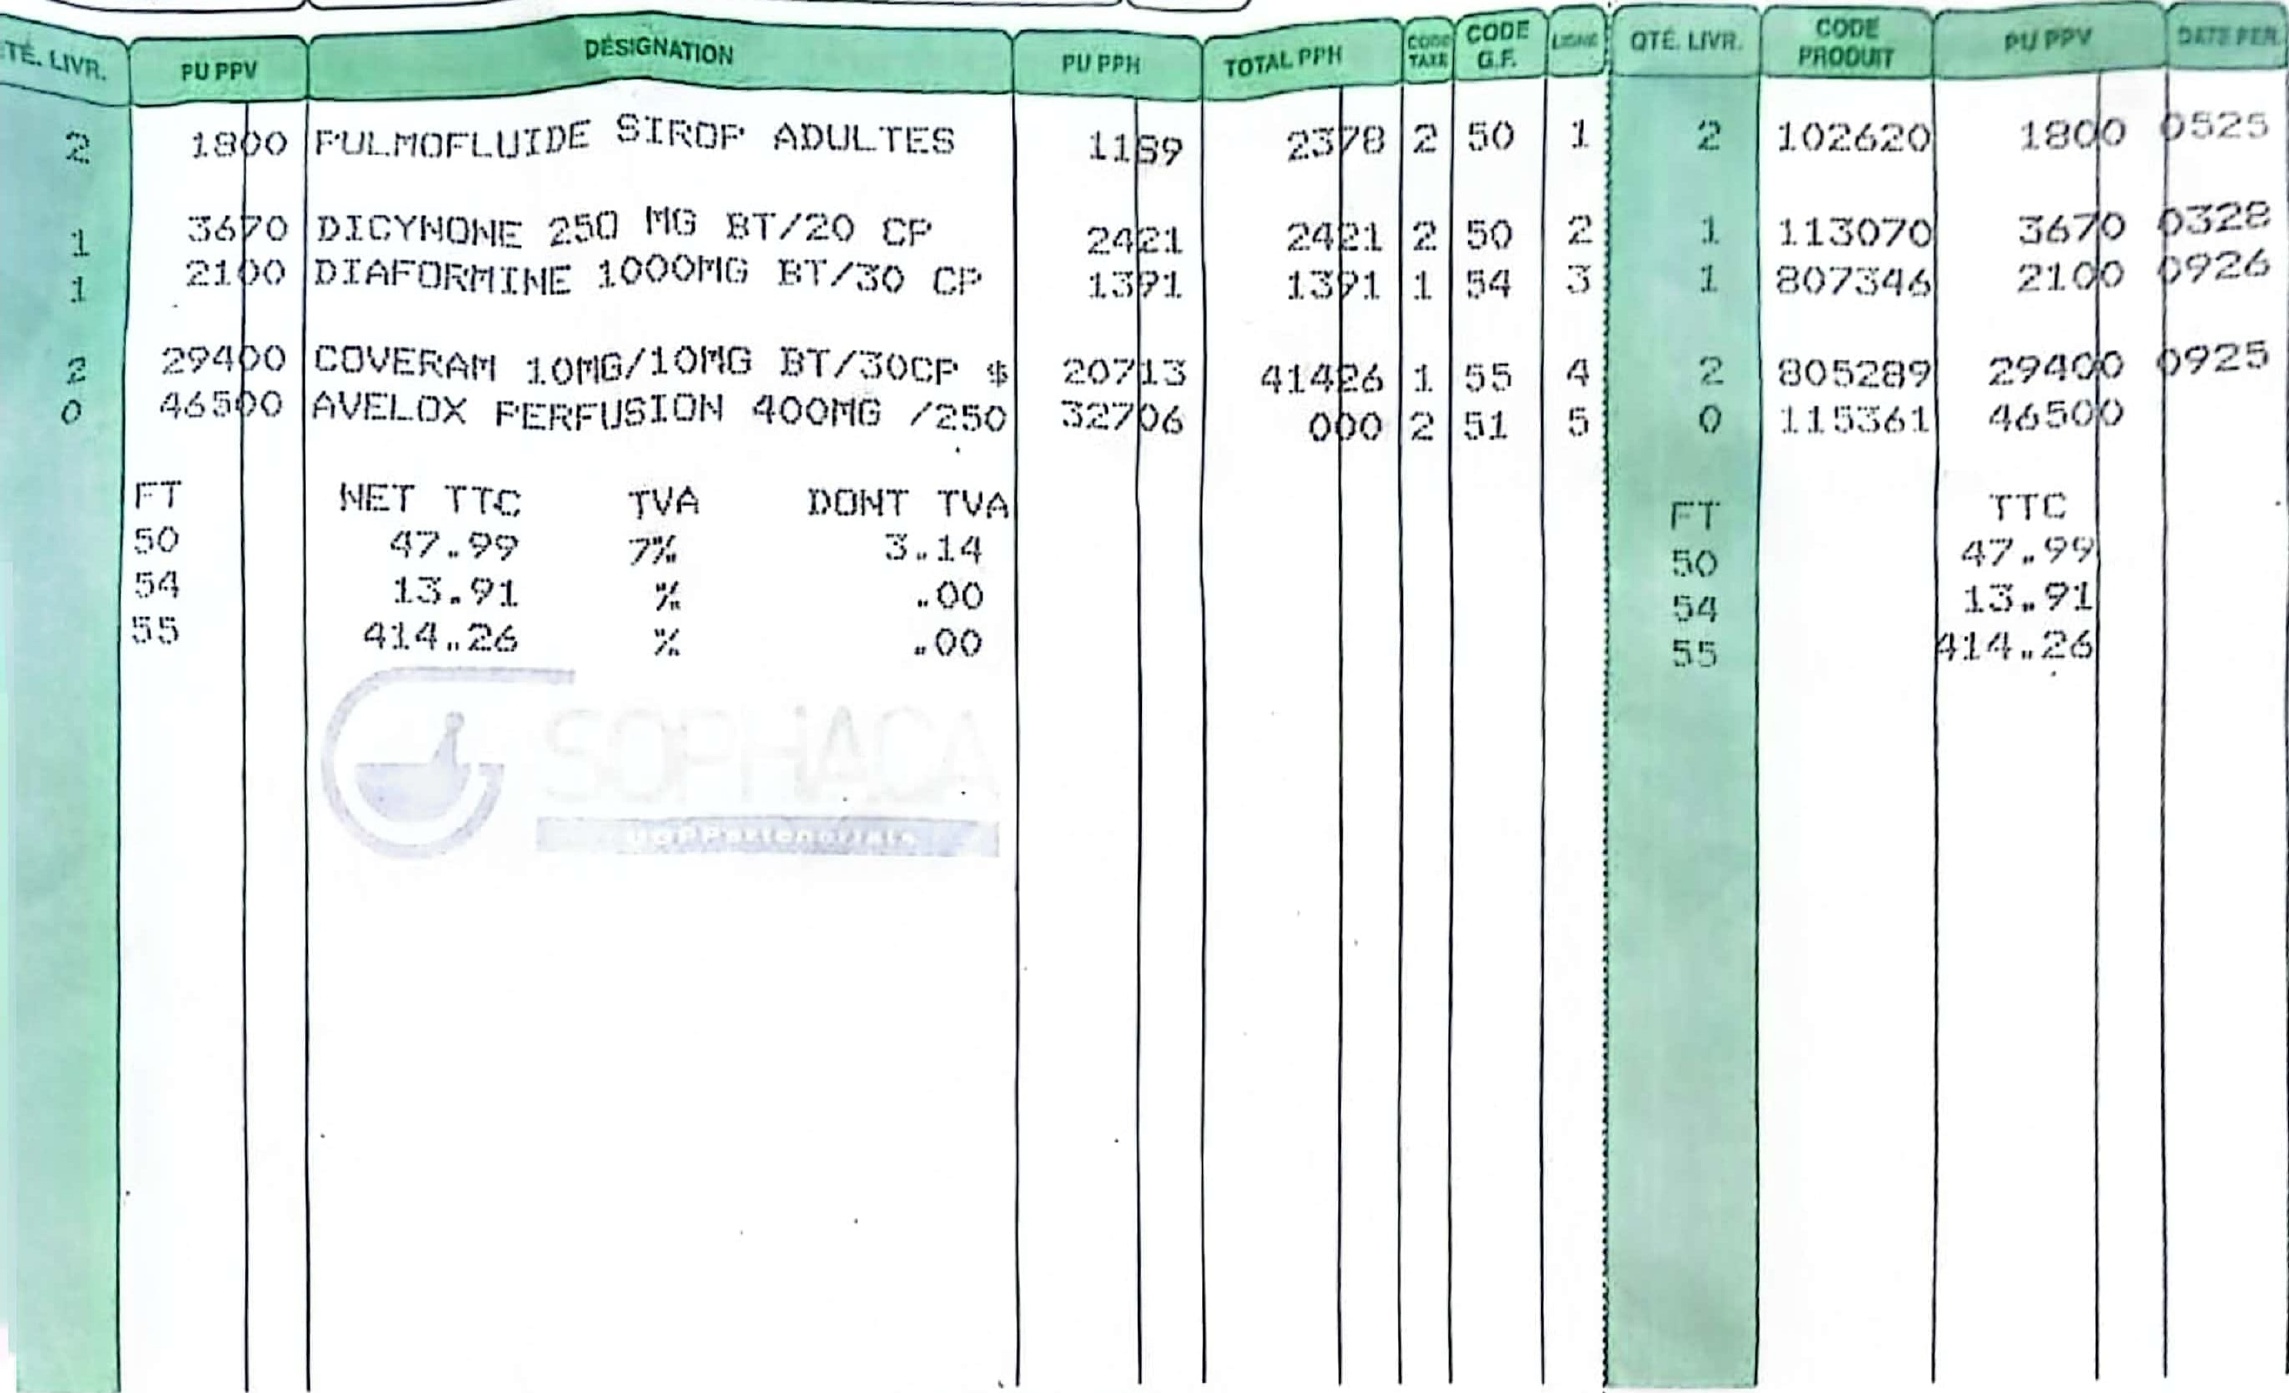 QTÉ. LIVR. PU PPV DÉSIGNATION PU PPH TOTAL PPH CODE TAXE CODE G.F. LIGNE QTÉ. LIVR. CODE PRODUIT PU PPV DATE PER.
2 1800 PULMOFLUIDE SIROP ADULTES 1189 2378 2 50 1 2 102620 1800 0525
1 3670 DICYNONE 250 MG BT/20 CP 2421 2421 2 50 2 1 113070 3670 0328
1 2100 DIAFORMINE 1000MG BT/30 CP 1391 1391 1 54 3 1 807346 2100 0926
2 29400 COVERAM 10MG/10MG BT/30CP $ 20713 41426 1 55 4 2 805289 29400 0925
0 46500 AVELOX PERFUSION 400MG /250 32706 000 2 51 5 0 115361 46500
FT NET TTC TVA DONT TVA FT TTC
50 47.99 7% 3.14 50 47.99
54 13.91 % .00 54 13.91
55 414.26 % .00 55 414.26
SOPHACA